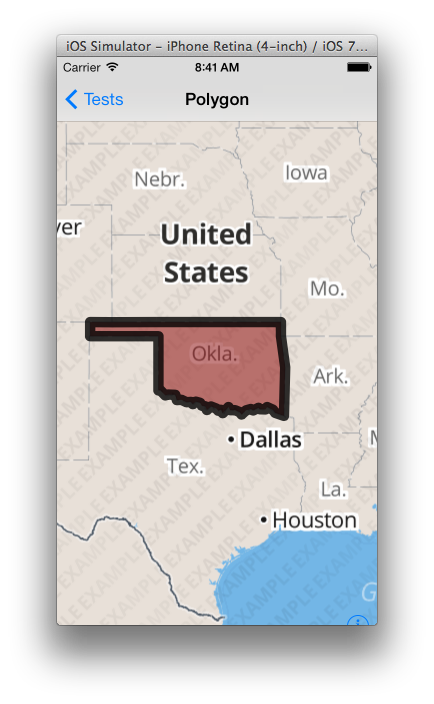 iOS Simulator – iPhone Retina (4-inch) / iOS 7...
Carrier 8:41 AM
Tests Polygon
Nebr. Iowa
ver
United
States
Mo.
Okla.
Ark.
Dallas
Tex.
La.
Houston
G
EXAMPLE EXAMPLE EXAMPLE